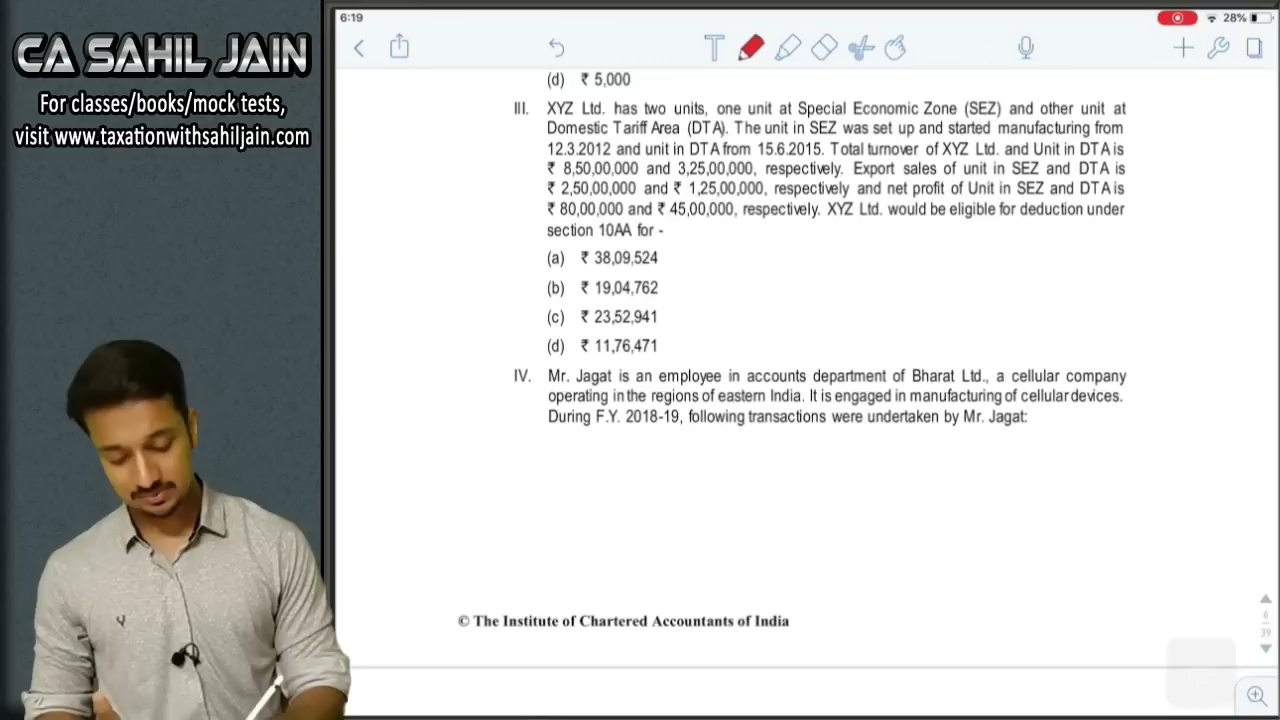 CA SAHIL JAIN
For classes/books/mock tests,
visit www.taxationwithsahiljain.com
6:19
28%
T
(d) ₹ 5,000
III. XYZ Ltd. has two units, one unit at Special Economic Zone (SEZ) and other unit at
Domestic Tariff Area (DTA). The unit in SEZ was set up and started manufacturing from
12.3.2012 and unit in DTA from 15.6.2015. Total turnover of XYZ Ltd. and Unit in DTA is
₹ 8,50,00,000 and 3,25,00,000, respectively. Export sales of unit in SEZ and DTA is
₹ 2,50,00,000 and ₹ 1,25,00,000, respectively and net profit of Unit in SEZ and DTA is
₹ 80,00,000 and ₹ 45,00,000, respectively. XYZ Ltd. would be eligible for deduction under
section 10AA for -
(a) ₹ 38,09,524
(b) ₹ 19,04,762
(c) ₹ 23,52,941
(d) ₹ 11,76,471
IV. Mr. Jagat is an employee in accounts department of Bharat Ltd., a cellular company
operating in the regions of eastern India. It is engaged in manufacturing of cellular devices.
During F.Y. 2018-19, following transactions were undertaken by Mr. Jagat:
© The Institute of Chartered Accountants of India
6
39